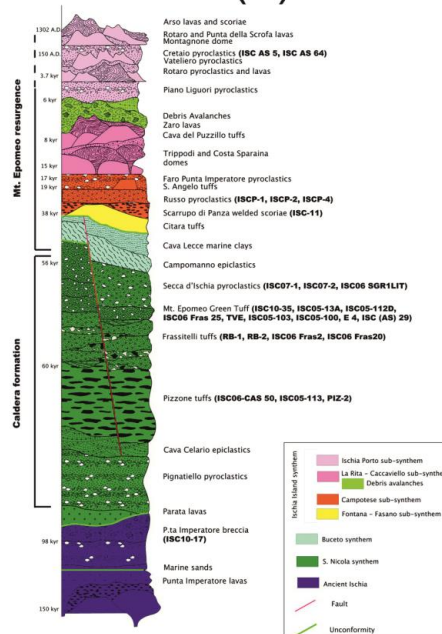 1302 A.D.
150 A.D.
3.7 kyr
6 kyr
8 kyr
15 kyr
17 kyr
19 kyr
38 kyr
56 kyr
60 kyr
98 kyr
150 kyr
Mt. Epomeo resurgence
Caldera formation
Arso lavas and scoriae
Rotaro and Punta della Scrofa lavas
Montagnone dome
Cretaio pyroclastics (ISC AS 5, ISC AS 64)
Vateliero pyroclastics
Rotaro pyroclastics and lavas
Piano Liguori pyroclastics
Debris Avalanches
Zaro lavas
Cava del Puzzillo tuffs
Trippodi and Costa Sparaina
domes
Faro Punta Imperatore pyroclastics
S. Angelo tuffs
Russo pyroclastics (ISCP-1, ISCP-2, ISCP-4)
Scarrupo di Panza welded scoriae (ISC-11)
Citara tuffs
Cava Lecce marine clays
Campomanno epiclastics
Secca d'Ischia pyroclastics (ISC07-1, ISC07-2, ISC06 SGR1LIT)
Mt. Epomeo Green Tuff (ISC10-35, ISC05-13A, ISC05-112D,
ISC06 Fras 25, TVE, ISC05-103, ISC05-100, E 4, ISC (AS) 29)
Frassitelli tuffs (RB-1, RB-2, ISC06 Fras2, ISC06 Fras20)
Pizzone tuffs (ISC06-CAS 50, ISC05-113, PIZ-2)
Cava Celario epiclastics
Pignatiello pyroclastics
Parata lavas
P.ta Imperatore breccia
(ISC10-17)
Marine sands
Punta Imperatore lavas
Ischia Island synthem
Ischia Porto sub-synthem
La Rita - Caccaviello sub-synthe
Debris avalanches
Campotese sub-synthem
Fontana - Fasano sub-synthem
Buceto synthem
S. Nicola synthem
Ancient Ischia
Fault
Unconformity